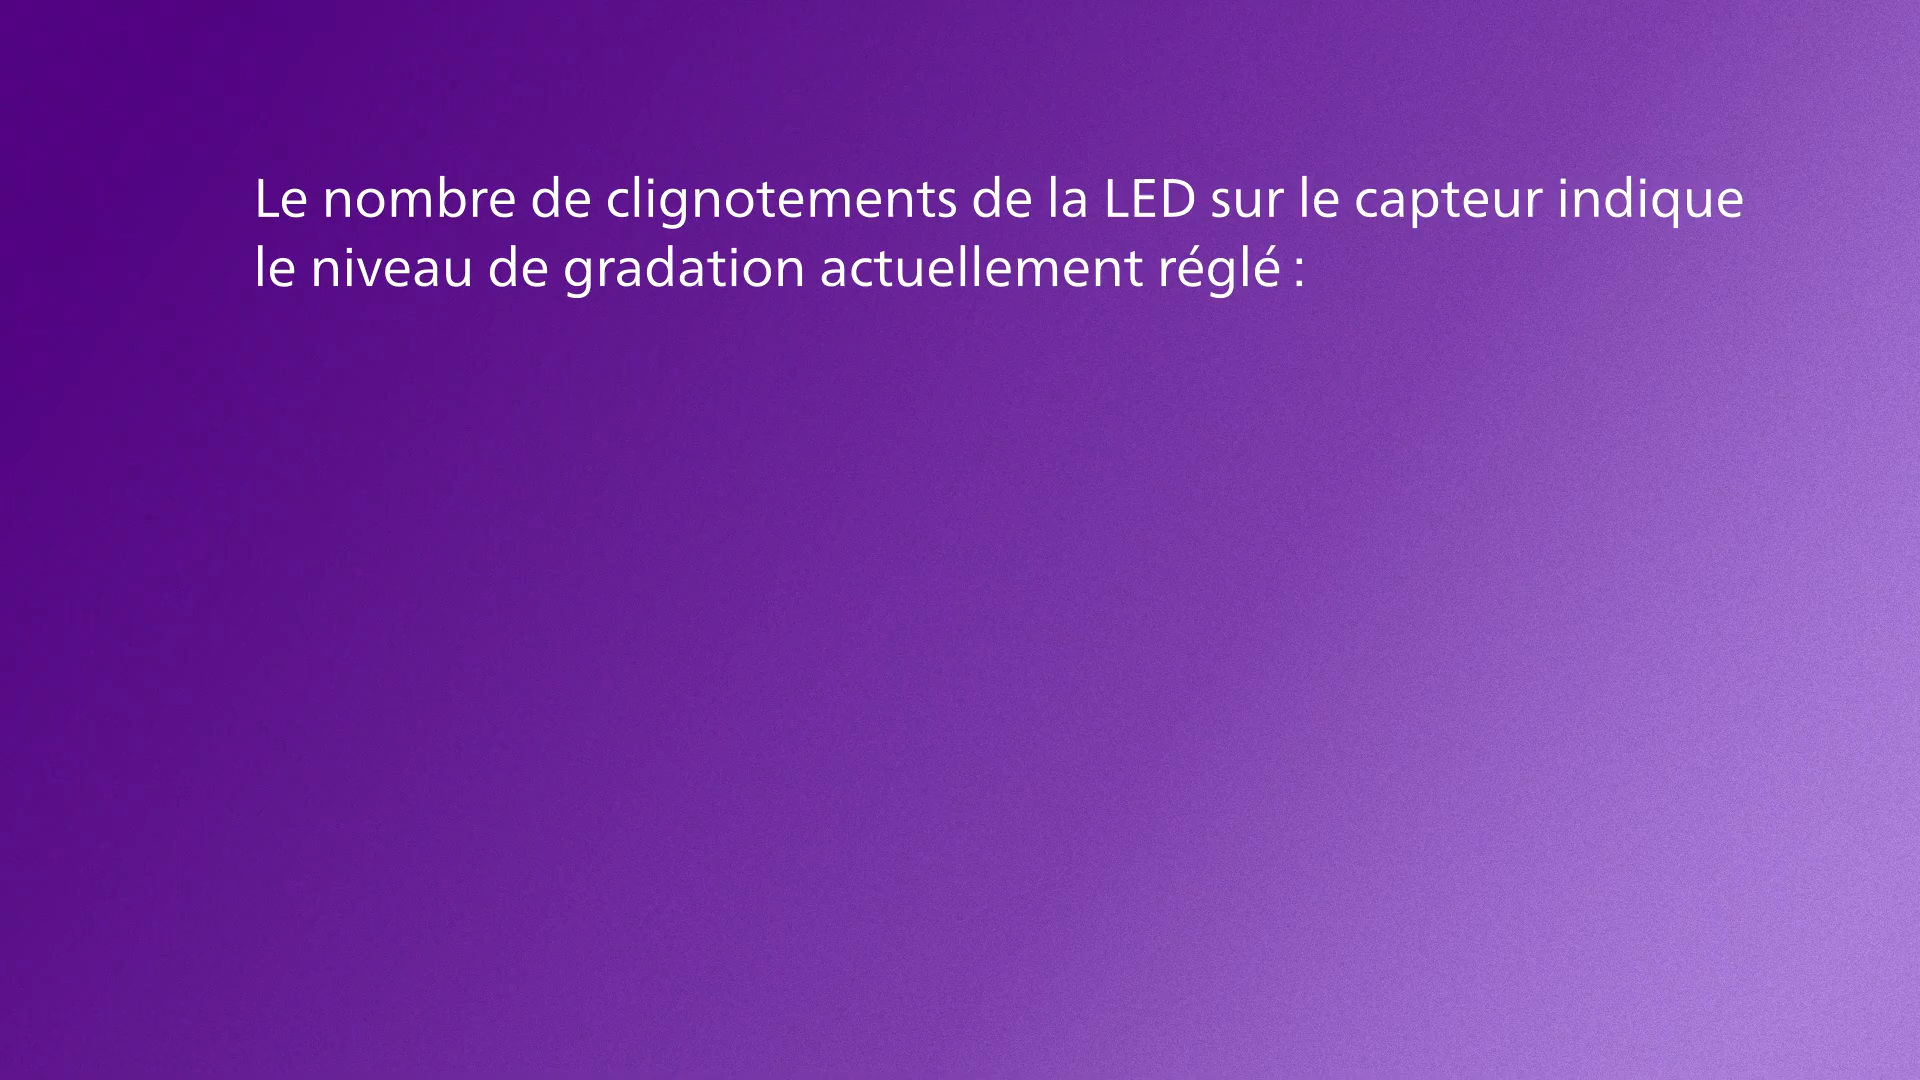 Le nombre de clignotements de la LED sur le capteur indique
le niveau de gradation actuellement réglé :